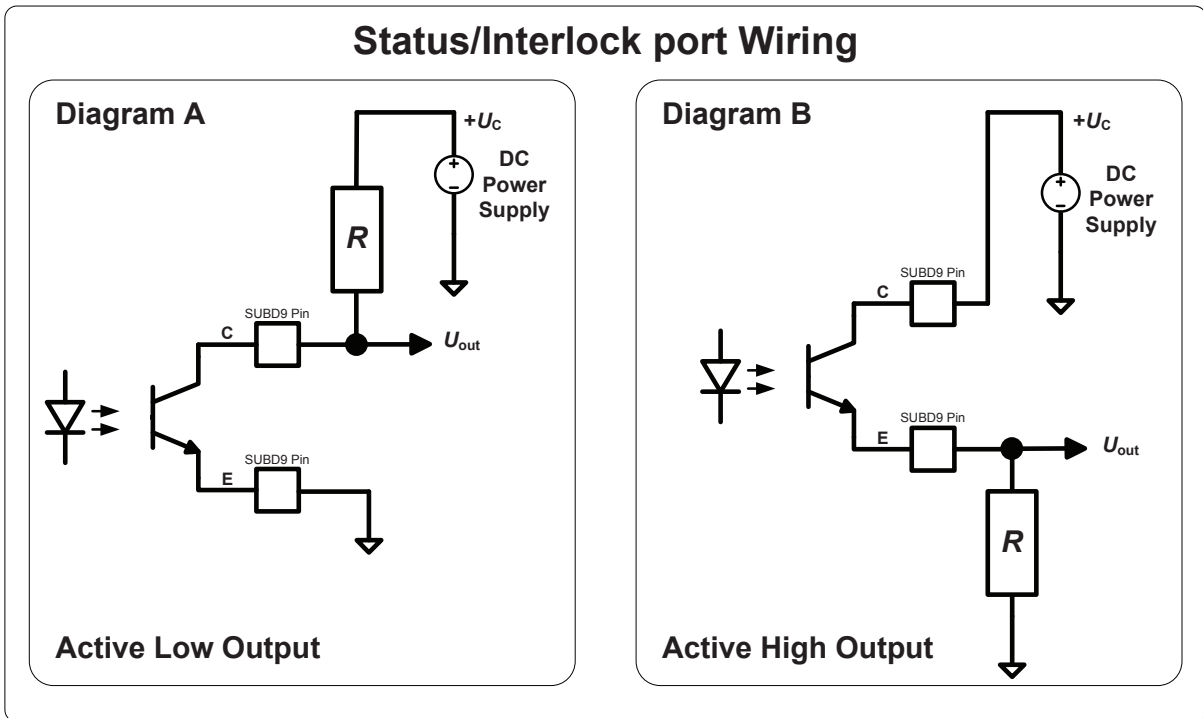 Status/Interlock port Wiring
Diagram A
+UC
+
−
DC
Power
Supply
R
SUBD9 Pin
C
Uout
SUBD9 Pin
E
Active Low Output
Diagram B
+UC
+
−
DC
Power
Supply
SUBD9 Pin
C
SUBD9 Pin
E
Uout
R
Active High Output